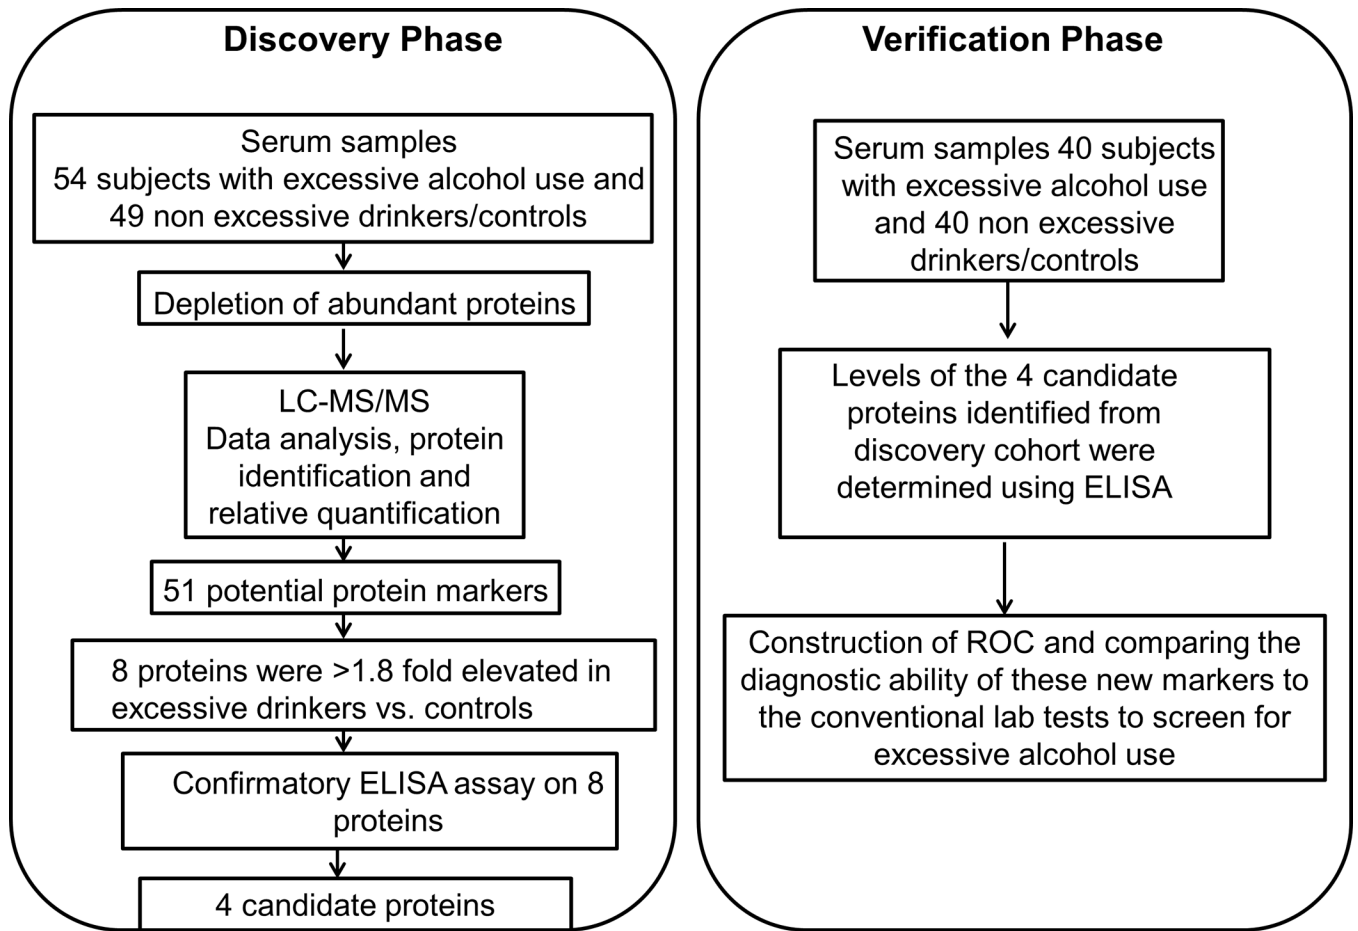 Discovery Phase
Serum samples
54 subjects with excessive alcohol use and
49 non excessive drinkers/controls
Depletion of abundant proteins
LC-MS/MS
Data analysis, protein
identification and
relative quantification
51 potential protein markers
8 proteins were >1.8 fold elevated in
excessive drinkers vs. controls
Confirmatory ELISA assay on 8
proteins
4 candidate proteins
Verification Phase
Serum samples 40 subjects
with excessive alcohol use
and 40 non excessive
drinkers/controls
Levels of the 4 candidate
proteins identified from
discovery cohort were
determined using ELISA
Construction of ROC and comparing the
diagnostic ability of these new markers to
the conventional lab tests to screen for
excessive alcohol use